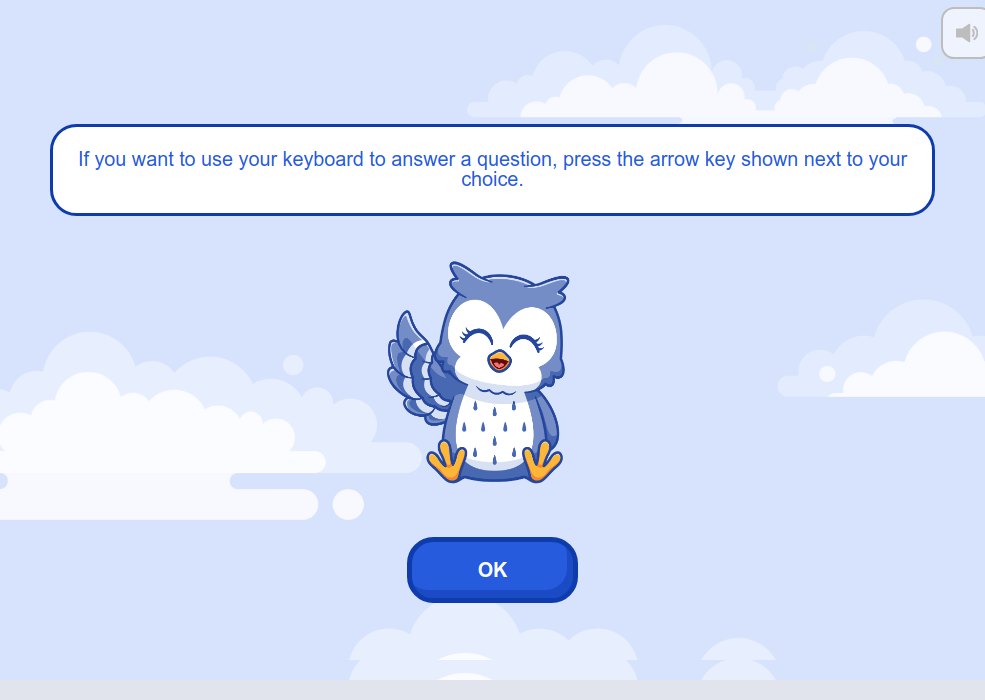 If you want to use your keyboard to answer a question, press the arrow key shown next to your
choice.
OK